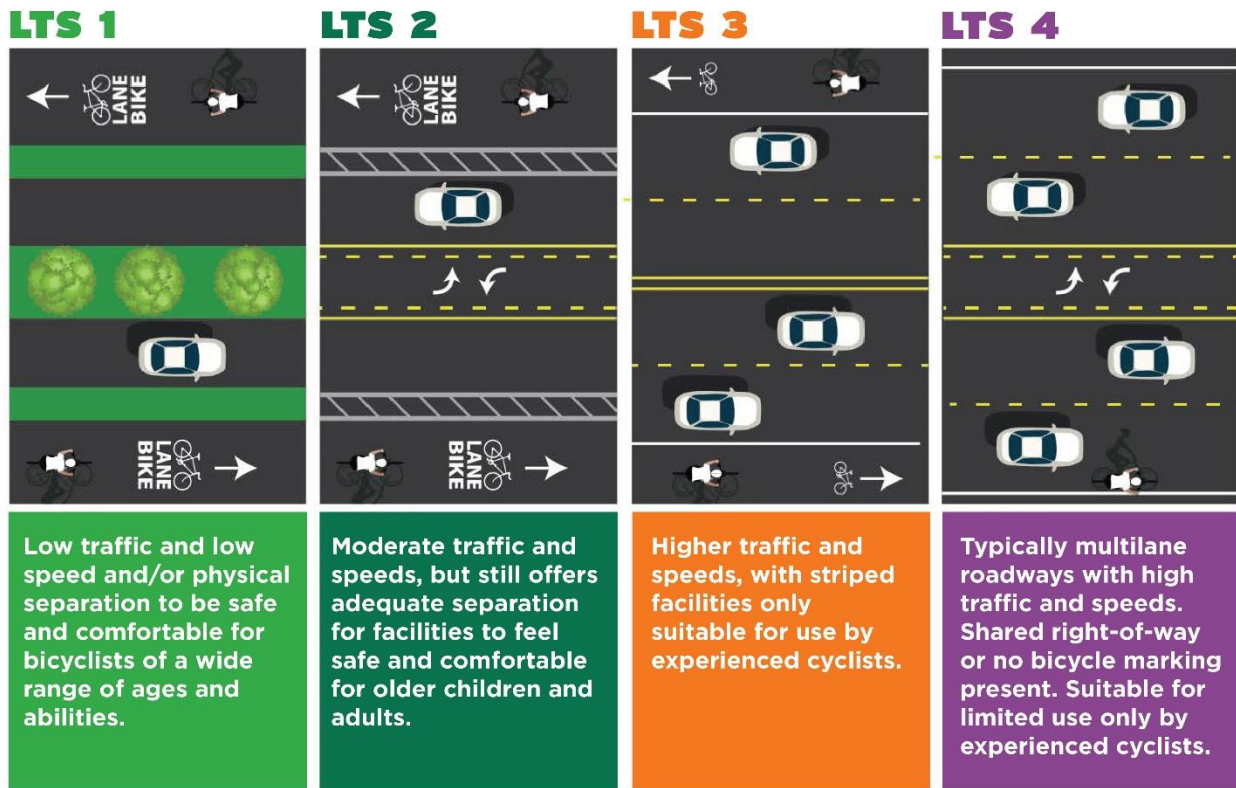 LTS 1
LANE
BIKE
LANE
BIKE
Low traffic and low
speed and/or physical
separation to be safe
and comfortable for
bicyclists of a wide
range of ages and
abilities.
LTS 2
LANE
BIKE
LANE
BIKE
Moderate traffic and
speeds, but still offers
adequate separation
for facilities to feel
safe and comfortable
for older children and
adults.
LTS 3
Higher traffic and
speeds, with striped
facilities only
suitable for use by
experienced cyclists.
LTS 4
Typically multilane
roadways with high
traffic and speeds.
Shared right-of-way
or no bicycle marking
present. Suitable for
limited use only by
experienced cyclists.